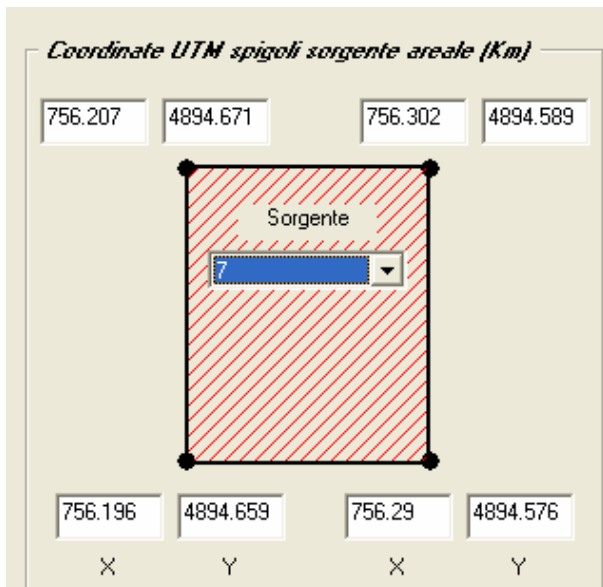 Coordinate UTM spigoli sorgente areale (Km)
756.207 4894.671 756.302 4894.589
Sorgente
7
756.196 4894.659 756.29 4894.576
X Y X Y